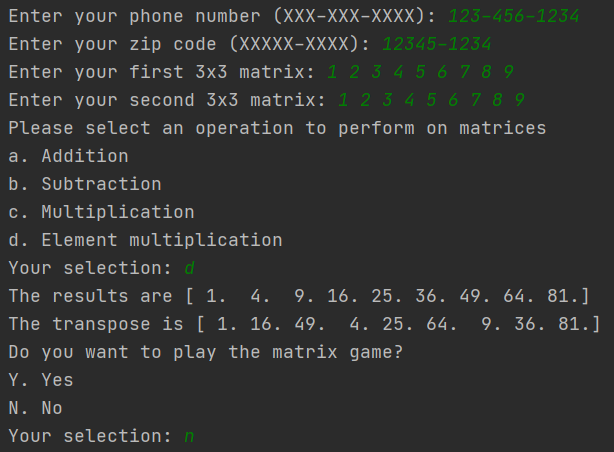 Enter your phone number (XXX-XXX-XXXX): 123-456-1234
Enter your zip code (XXXXX-XXXX): 12345-1234
Enter your first 3x3 matrix: 1 2 3 4 5 6 7 8 9
Enter your second 3x3 matrix: 1 2 3 4 5 6 7 8 9
Please select an operation to perform on matrices
a. Addition
b. Subtraction
c. Multiplication
d. Element multiplication
Your selection: d
The results are [ 1.  4.  9. 16. 25. 36. 49. 64. 81.]
The transpose is [ 1. 16. 49.  4. 25. 64.  9. 36. 81.]
Do you want to play the matrix game?
Y. Yes
N. No
Your selection: n